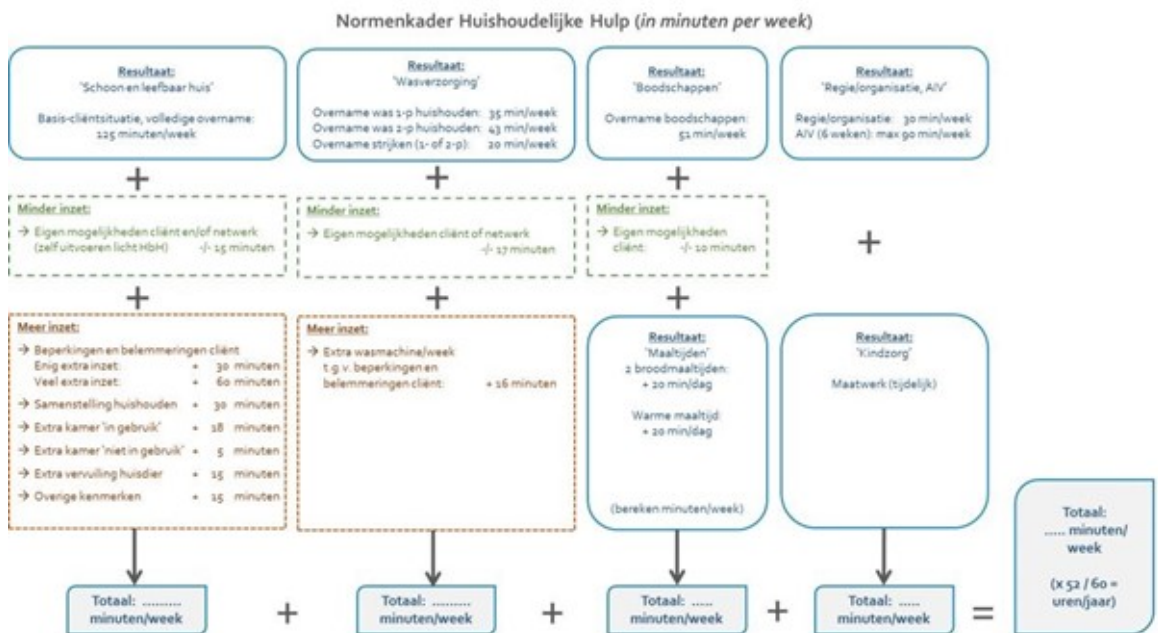 Normenkader Huishoudelijke Hulp (in minuten per week)
Resultaat:
'Schoon en leefbaar huis'
Basis-cliëntsituatie, volledige overname:
125 minuten/week
Resultaat:
'Wasverzorging'
Overname was 1-p huishouden: 35 min/week
Overname was 2-p huishouden: 43 min/week
Overname strijken (1- of 2-p): 20 min/week
Resultaat:
'Boodschappen'
Overname boodschappen:
51 min/week
Resultaat:
'Regie/organisatie, AIV'
Regie/organisatie: 30 min/week
AIV (6 weken): max 90 min/week
+
+
+
+
Minder inzet:
→ Eigen mogelijkheden cliënt en/of netwerk
(zelf uitvoeren licht HbH) -/- 15 minuten
Minder inzet:
→ Eigen mogelijkheden cliënt of netwerk
-/- 17 minuten
Minder inzet:
→ Eigen mogelijkheden
cliënt: -/- 10 minuten
+
+
+
+
Meer inzet:
→ Beperkingen en belemmeringen cliënt
Enig extra inzet: + 30 minuten
Veel extra inzet: + 60 minuten
→ Samenstelling huishouden + 30 minuten
→ Extra kamer 'in gebruik' + 18 minuten
→ Extra kamer 'niet in gebruik' + 5 minuten
→ Extra vervuiling huisdier + 15 minuten
→ Overige kenmerken + 15 minuten
Meer inzet:
→ Extra wasmachine/week
t.g.v. beperkingen en
belemmeringen cliënt: + 16 minuten
Resultaat:
'Maaltijden'
2 broodmaaltijden:
+ 20 min/dag
Warme maaltijd:
+ 20 min/dag
(bereken minuten/week)
Resultaat:
'Kindzorg'
Maatwerk (tijdelijk)
Totaal: .........
minuten/week
+
Totaal: .........
minuten/week
+
Totaal: .....
minuten/week
+
Totaal: .....
minuten/week
=
Totaal:
..... minuten/
week
(x 52 / 60 =
uren/jaar)